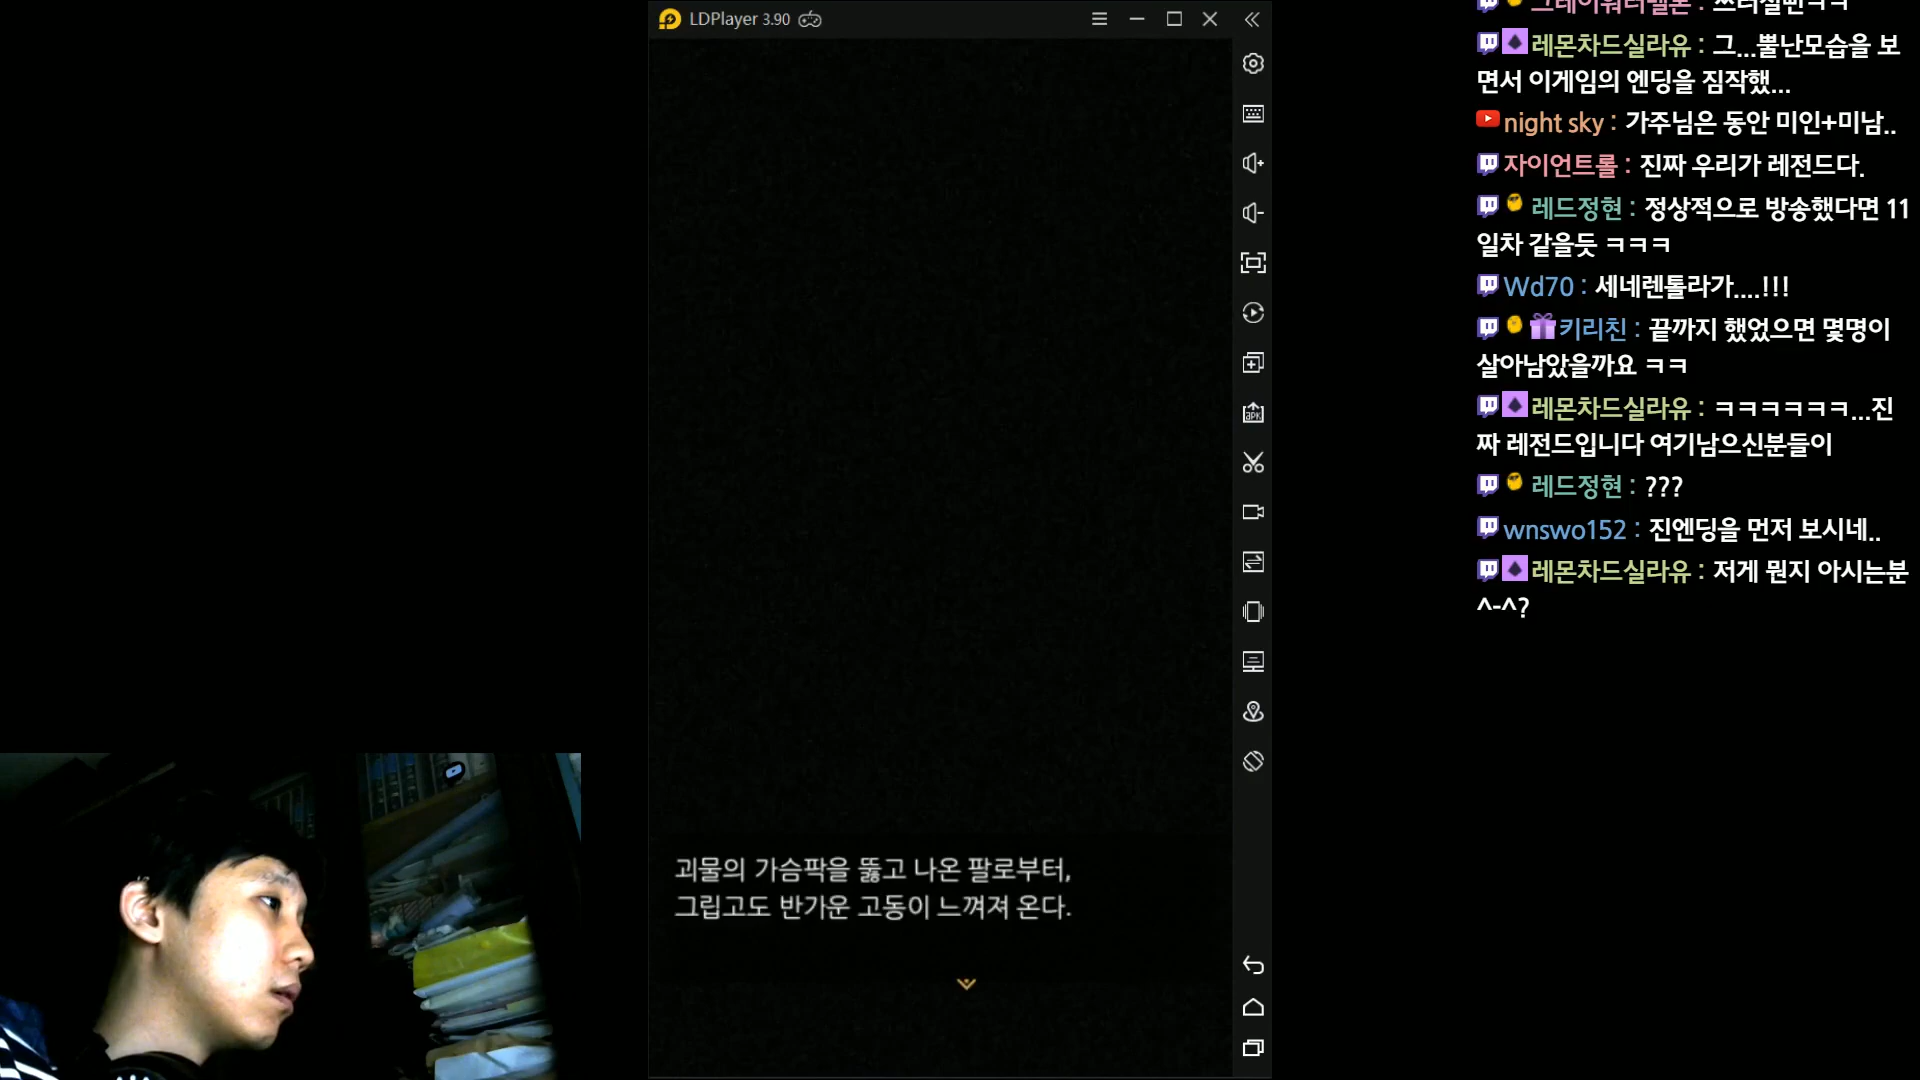 LDPlayer 3.90
괴물의 가슴팍을 뚫고 나온 팔로부터,
그립고도 반가운 고동이 느껴져 온다.
레몬차드실라유 : 그...뿔난모습을 보
면서 이게임의 엔딩을 짐작했...
night sky : 가주님은 동안 미인+미남..
자이언트롤 : 진짜 우리가 레전드다.
레드정현 : 정상적으로 방송했다면 11
일차 같을듯 ㅋㅋㅋ
Wd70 : 세네렌툴라가....!!!
키리친 : 끝까지 했었으면 몇명이
살아남았을까요 ㅋㅋ
레몬차드실라유 : ㅋㅋㅋㅋㅋㅋ...진
짜 레전드입니다 여기남으신분들이
레드정현 : ???
wnswo152 : 진엔딩을 먼저 보시네..
레몬차드실라유 : 저게 뭔지 아시는분
^-^?